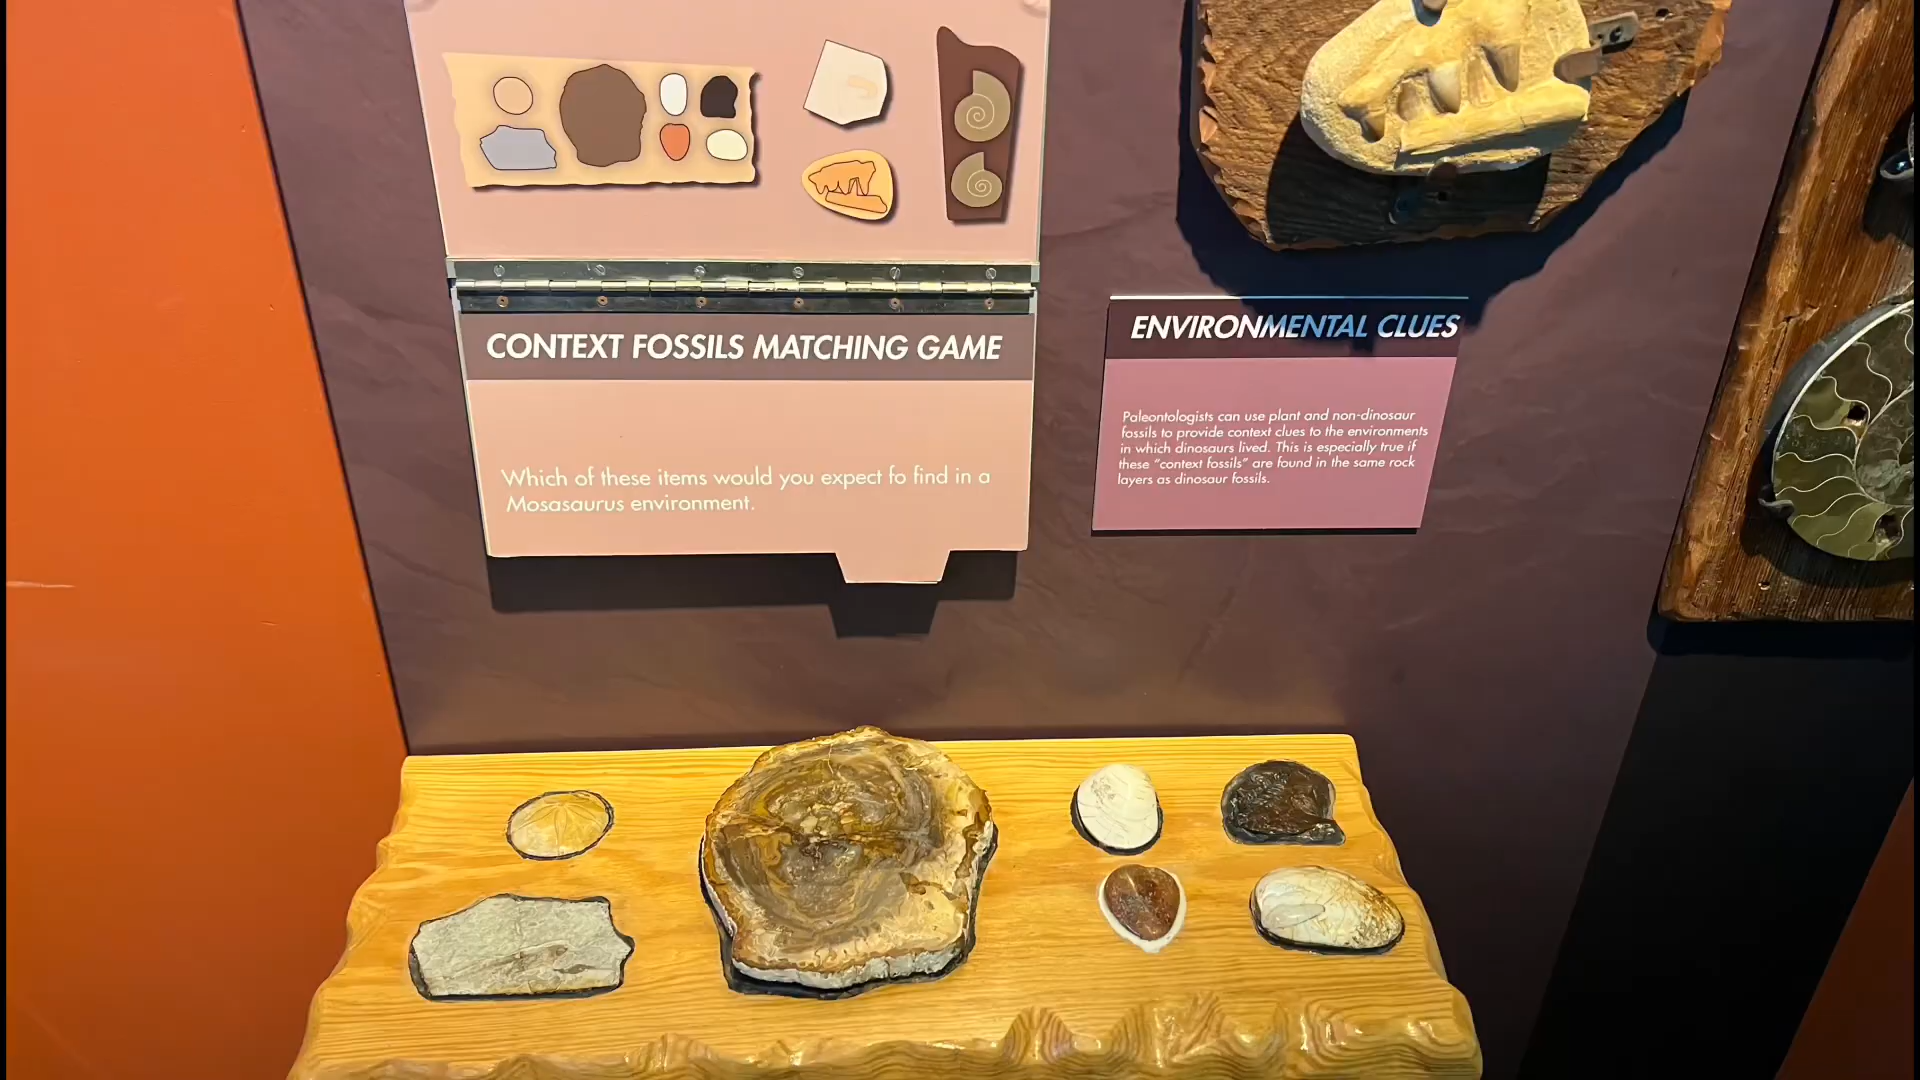 CONTEXT FOSSILS MATCHING GAME
Which of these items would you expect fo find in a
Mosasaurus environment.
ENVIRONMENTAL CLUES
Paleontologists can use plant and non-dinosaur
fossils to provide context clues to the environments
in which dinosaurs lived. This is especially true if
these "context fossils" are found in the same rock
layers as dinosaur fossils.